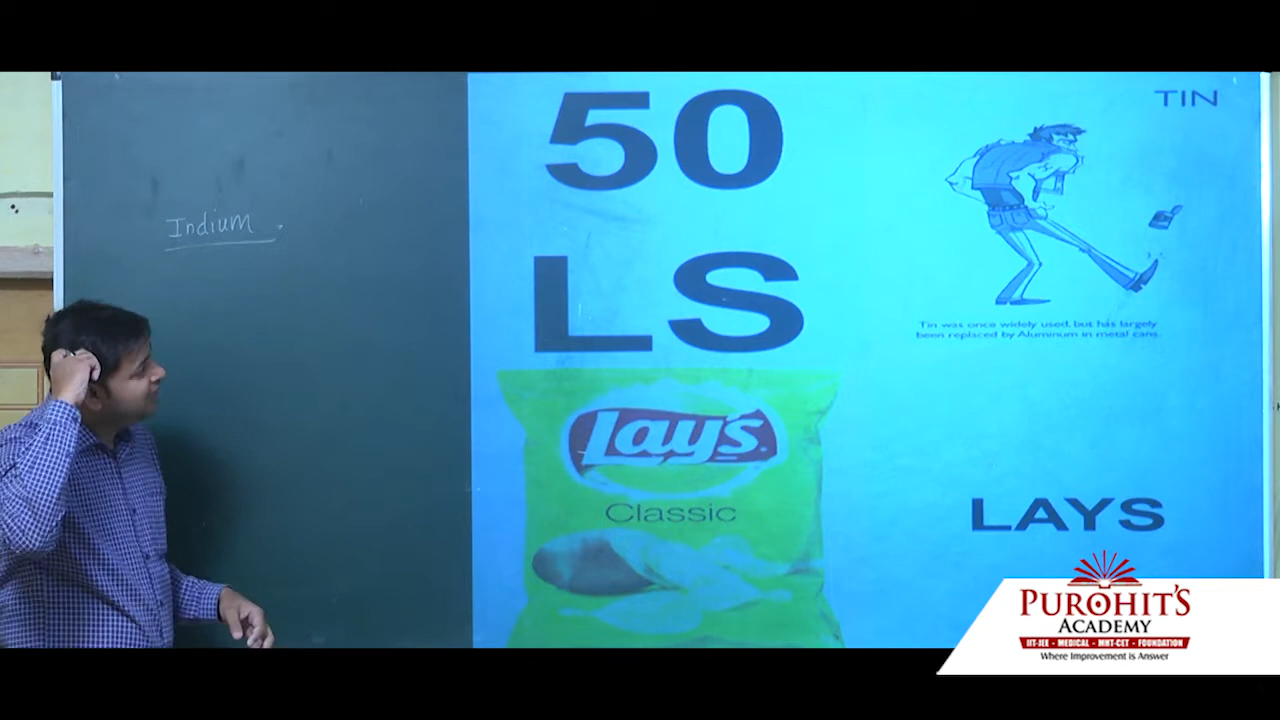 Indium
50
LS
Lay's
Classic
TIN
Tin was once widely used, but has largely
been replaced by Aluminum in metal cans.
LAYS
PUROHIT'S
ACADEMY
IIT-JEE - MEDICAL - MHT-CET - FOUNDATION
Where Improvement is Answer